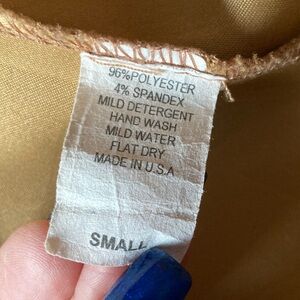 96%POLYESTER
4% SPANDEX
MILD DETERGENT
HAND WASH
MILD WATER
FLAT DRY
MADE IN U.S.A
SMALL